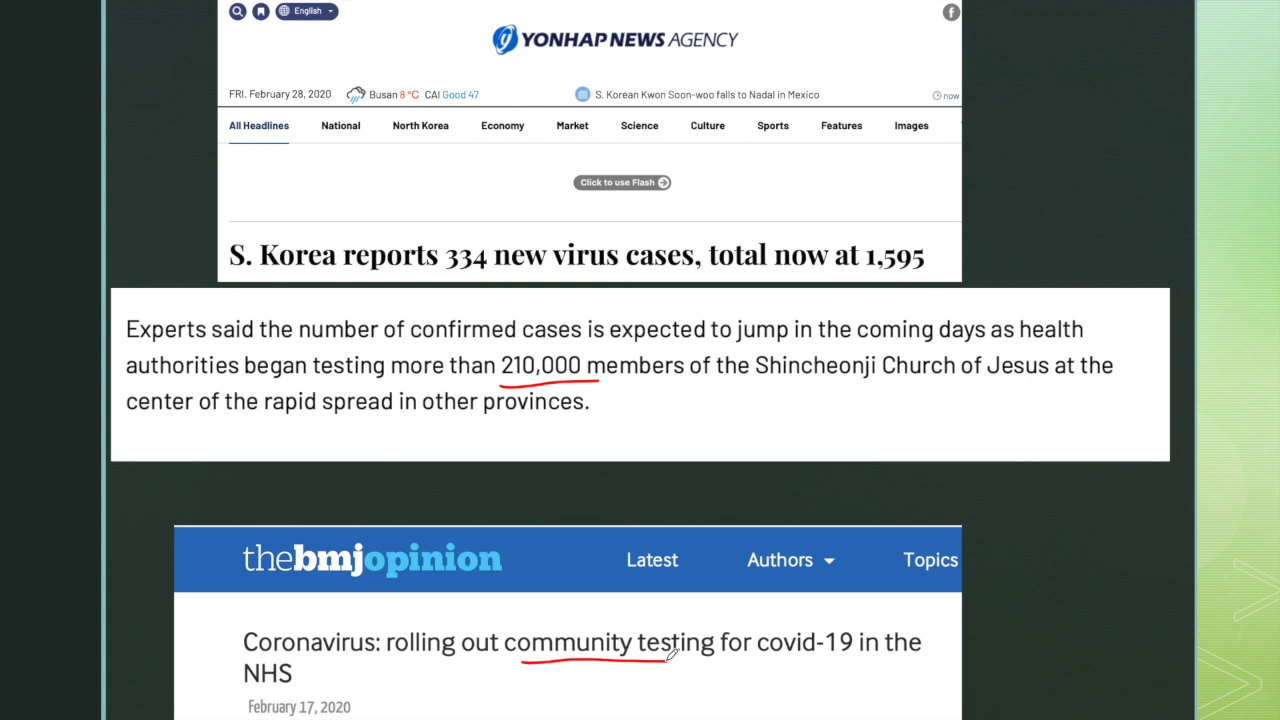 English
YONHAP NEWS AGENCY
FRI. February 28, 2020 Busan 8 °C CAI Good 47 S. Korean Kwon Soon-woo falls to Nadal in Mexico now
All Headlines National North Korea Economy Market Science Culture Sports Features Images
Click to use Flash
S. Korea reports 334 new virus cases, total now at 1,595
Experts said the number of confirmed cases is expected to jump in the coming days as health
authorities began testing more than 210,000 members of the Shincheonji Church of Jesus at the
center of the rapid spread in other provinces.
thebmjopinion Latest Authors Topics
Coronavirus: rolling out community testing for covid-19 in the
NHS
February 17, 2020